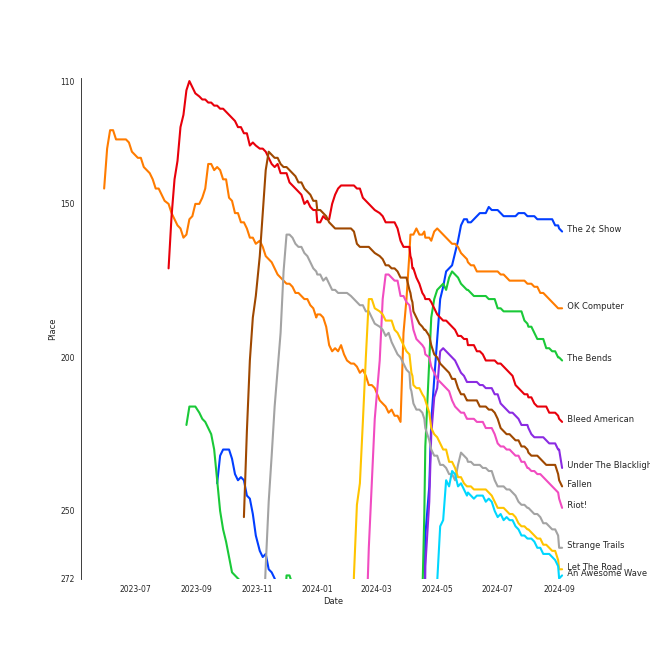 110
150
200
250
272
Place
2023-07
2023-09
2023-11
2024-01
2024-03
2024-05
2024-07
2024-09
Date
The 2¢ Show
OK Computer
The Bends
Bleed American
Under The Blackligh
Fallen
Riot!
Strange Trails
Let The Road
An Awesome Wave